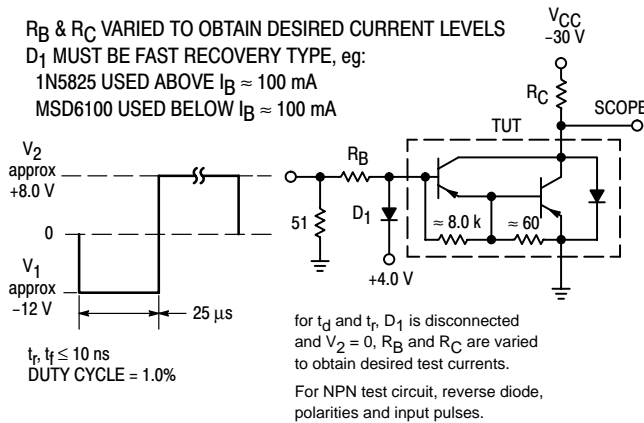 R_B & R_C VARIED TO OBTAIN DESIRED CURRENT LEVELS
D_1 MUST BE FAST RECOVERY TYPE, eg:
1N5825 USED ABOVE I_B ≈ 100 mA
MSD6100 USED BELOW I_B ≈ 100 mA
V_CC
−30 V
R_C
SCOPE
TUT
V_2
approx
+8.0 V
0
V_1
approx
−12 V
25 µs
t_r, t_f ≤ 10 ns
DUTY CYCLE = 1.0%
51
R_B
D_1
+4.0 V
≈ 8.0 k
≈ 60
for t_d and t_r, D_1 is disconnected
and V_2 = 0, R_B and R_C are varied
to obtain desired test currents.
For NPN test circuit, reverse diode,
polarities and input pulses.